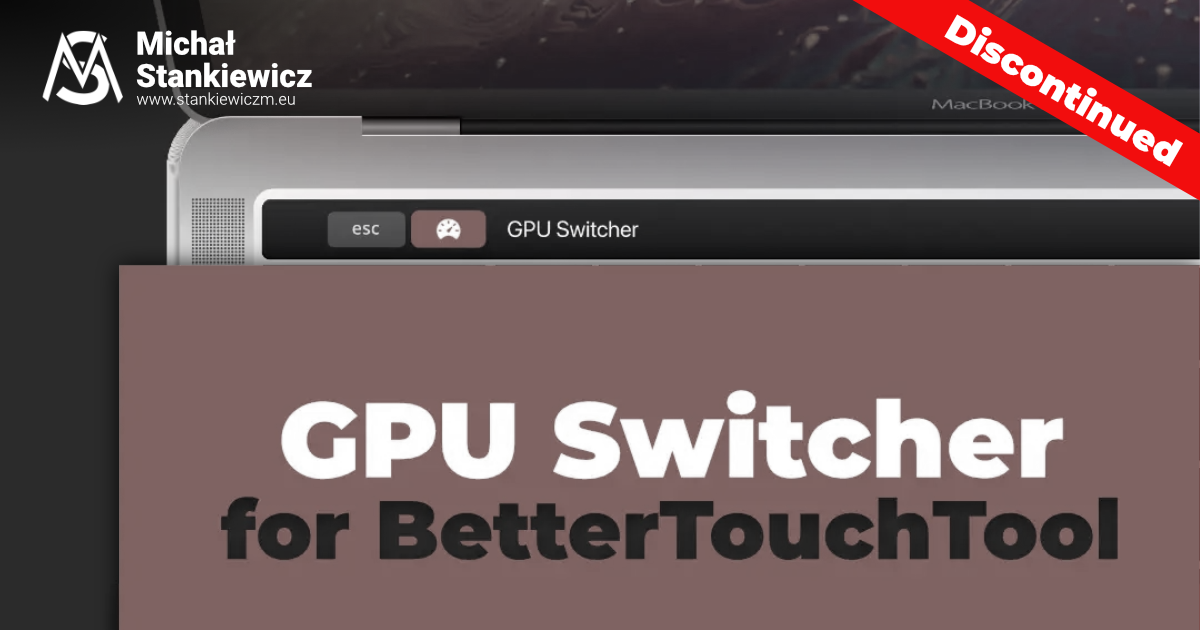 Michał
Stankiewicz
www.stankiewiczm.eu
Discontinued
MacBook
esc
GPU Switcher
GPU Switcher
for BetterTouchTool